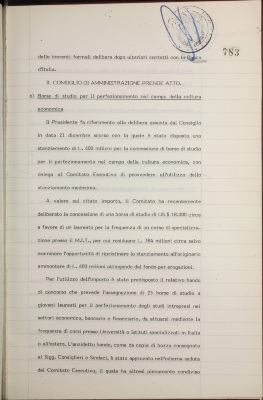 783
delle inerenti formali delibere dopo ulteriori contatti con la Banca
d'Italia.
IL CONSIGLIO DI AMMINISTRAZIONE PRENDE ATTO.
Borse di studio per il perfezionamento nel campo della cultura
economica
Il Presidente fa riferimento alla delibera assunta dal Consiglio
in data 21 dicembre scorso con la quale è stato disposto uno
stanziamento di L. 400 milioni per la concessione di borse di studio
per il perfezionamento nel campo della cultura economica, con
delega al Comitato Esecutivo di provvedere all'utilizzo dello
stanziamento medesimo.
A valere sul citato importo, il Comitato ha recentemente
deliberato la concessione di una borsa di studio di US $ 18.000 circa
a favore di un laureato per la frequenza di un corso di specializza-
zione presso il M.I.T., per cui residuano L. 384 milioni circa salvo
esaminare l'opportunità di ripristinare lo stanziamento all'originario
ammontare di L. 400 milioni attingendo dal fondo per erogazioni.
Per l'utilizzo dell'importo è stato predisposto il relativo bando
di concorso che prevede l'assegnazione di 25 borse di studio a
giovani laureati per il perfezionamento degli studi intrapresi nei
settori economico, bancario e finanziario, da attuarsi mediante la
frequenza di corsi presso Università o Istituti specializzati in Italia
o all'estero. L'anzidetto bando, come da copia di bozza consegnata
ai Sigg. Consiglieri e Sindaci, è stato approvato nell'odierna seduta
del Comitato Esecutivo, il quale ha altresì pienamente condiviso